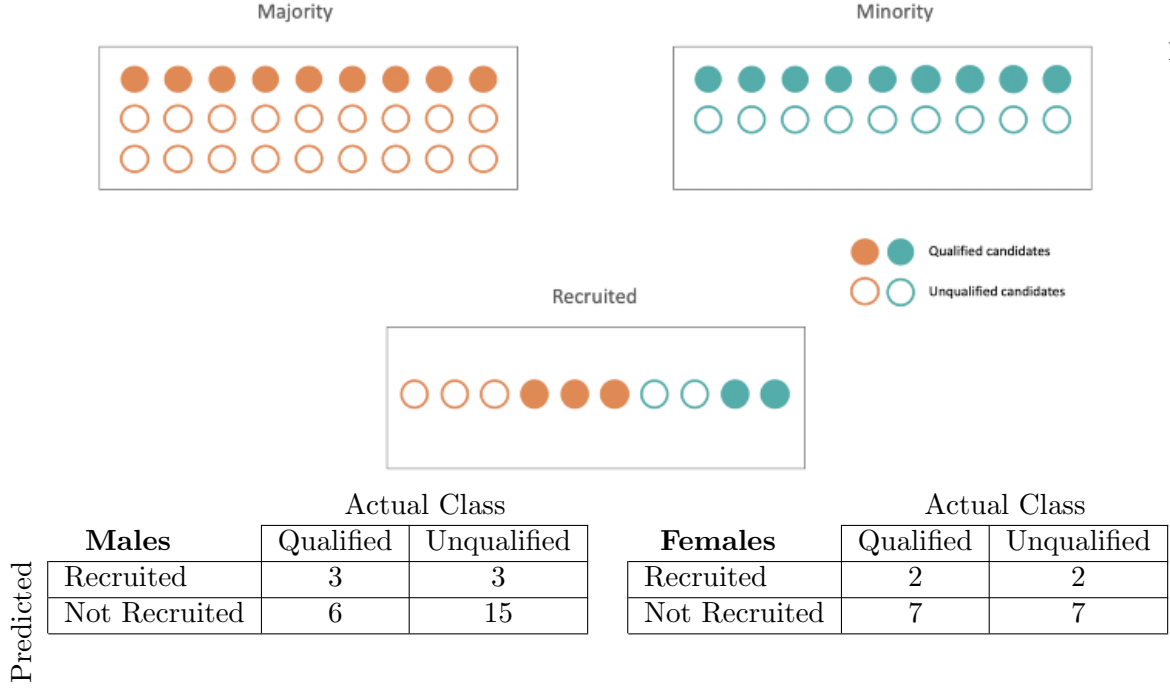 Majority
Minority
Qualified candidates
Unqualified candidates
Recruited
Actual Class
Males Qualified Unqualified
Recruited 3 3
Not Recruited 6 15
Predicted
Actual Class
Females Qualified Unqualified
Recruited 2 2
Not Recruited 7 7